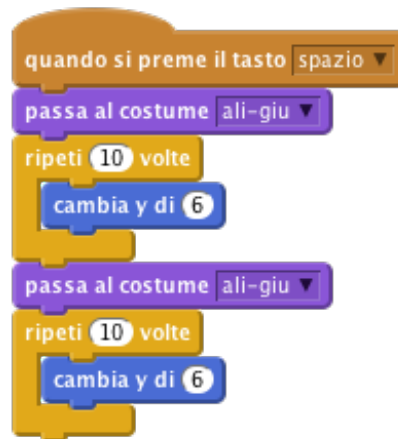 quando si preme il tasto spazio
passa al costume ali-giu
ripeti 10 volte
cambia y di 6
passa al costume ali-giu
ripeti 10 volte
cambia y di 6